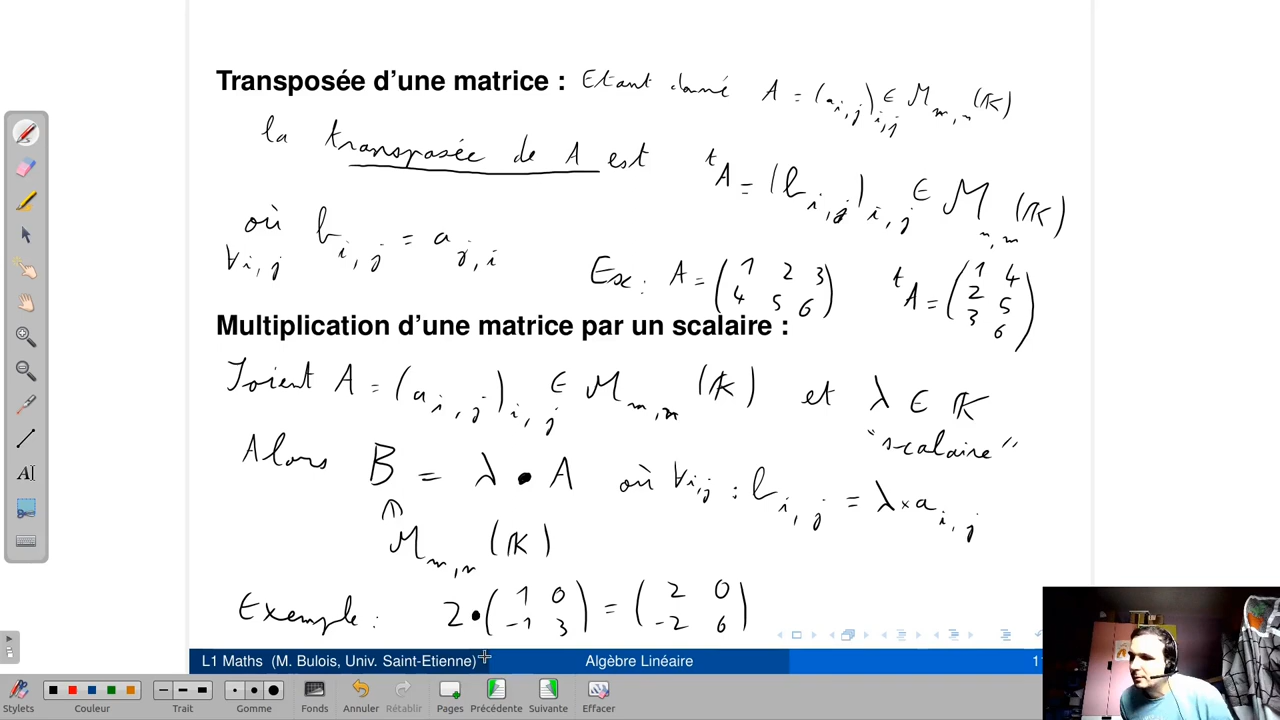 Transposée d'une matrice : Etant donné A = (a_{i,j})_{i,j} ∈ M_{m,n}(K)
la transposée de A est ᵗA = (b_{i,j})_{i,j} ∈ M_{n,m}(K)
où b_{i,j} = a_{j,i}
∀i,j
Ex : A = (1 2 3
4 5 6)
ᵗA = (1 4
2 5
3 6)
Multiplication d'une matrice par un scalaire :
Soient A = (a_{i,j})_{i,j} ∈ M_{m,n}(K) et λ ∈ K
"scalaire"
Alors B = λ • A où ∀i,j : b_{i,j} = λ × a_{i,j}
↑
M_{m,n}(K)
Exemple : 2 • (1 0
-1 3) = (2 0
-2 6)
L1 Maths (M. Bulois, Univ. Saint-Etienne) Algèbre Linéaire
Stylets Couleur Trait Gomme Fonds Annuler Rétablir Pages Précédente Suivante Effacer